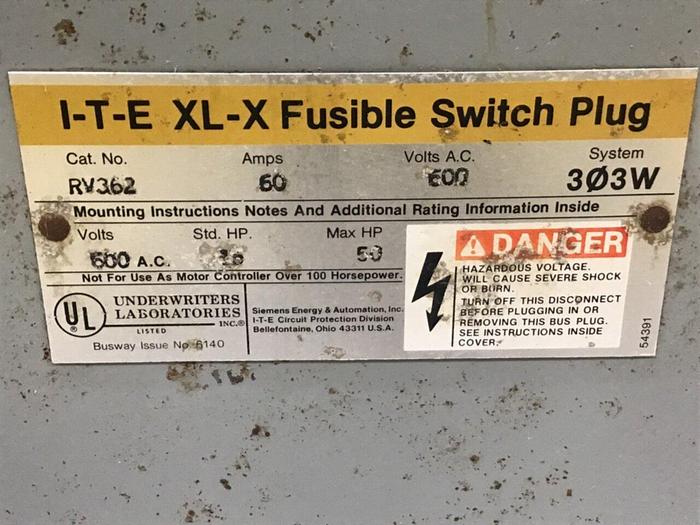 I-T-E XL-X Fusible Switch Plug
Cat. No. Amps Volts A.C. System
RV362 60 600 3Ø3W
Mounting Instructions Notes And Additional Rating Information Inside
Volts Std. HP. Max HP
600 A.C. 50
Not For Use As Motor Controller Over 100 Horsepower.
UL
UNDERWRITERS
LABORATORIES
INC.®
LISTED
Busway Issue No. 6140
Siemens Energy & Automation, Inc.
I-T-E Circuit Protection Division
Bellefontaine, Ohio 43311 U.S.A.
DANGER
HAZARDOUS VOLTAGE.
WILL CAUSE SEVERE SHOCK
OR BURN.
TURN OFF THIS DISCONNECT
BEFORE PLUGGING IN OR
REMOVING THIS BUS PLUG.
SEE INSTRUCTIONS INSIDE
COVER.
54391